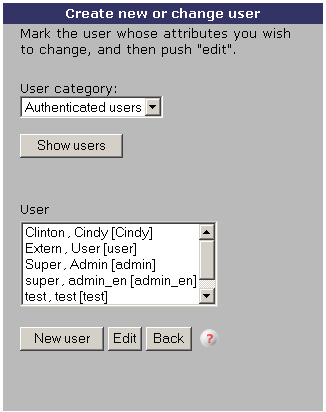 Create new or change user
Mark the user whose attributes you wish
to change, and then push "edit".
User category:
Authenticated users
Show users
User
Clinton , Cindy [Cindy]
Extern , User [user]
Super , Admin [admin]
super , admin_en [admin_en]
test , test [test]
New user Edit Back ?